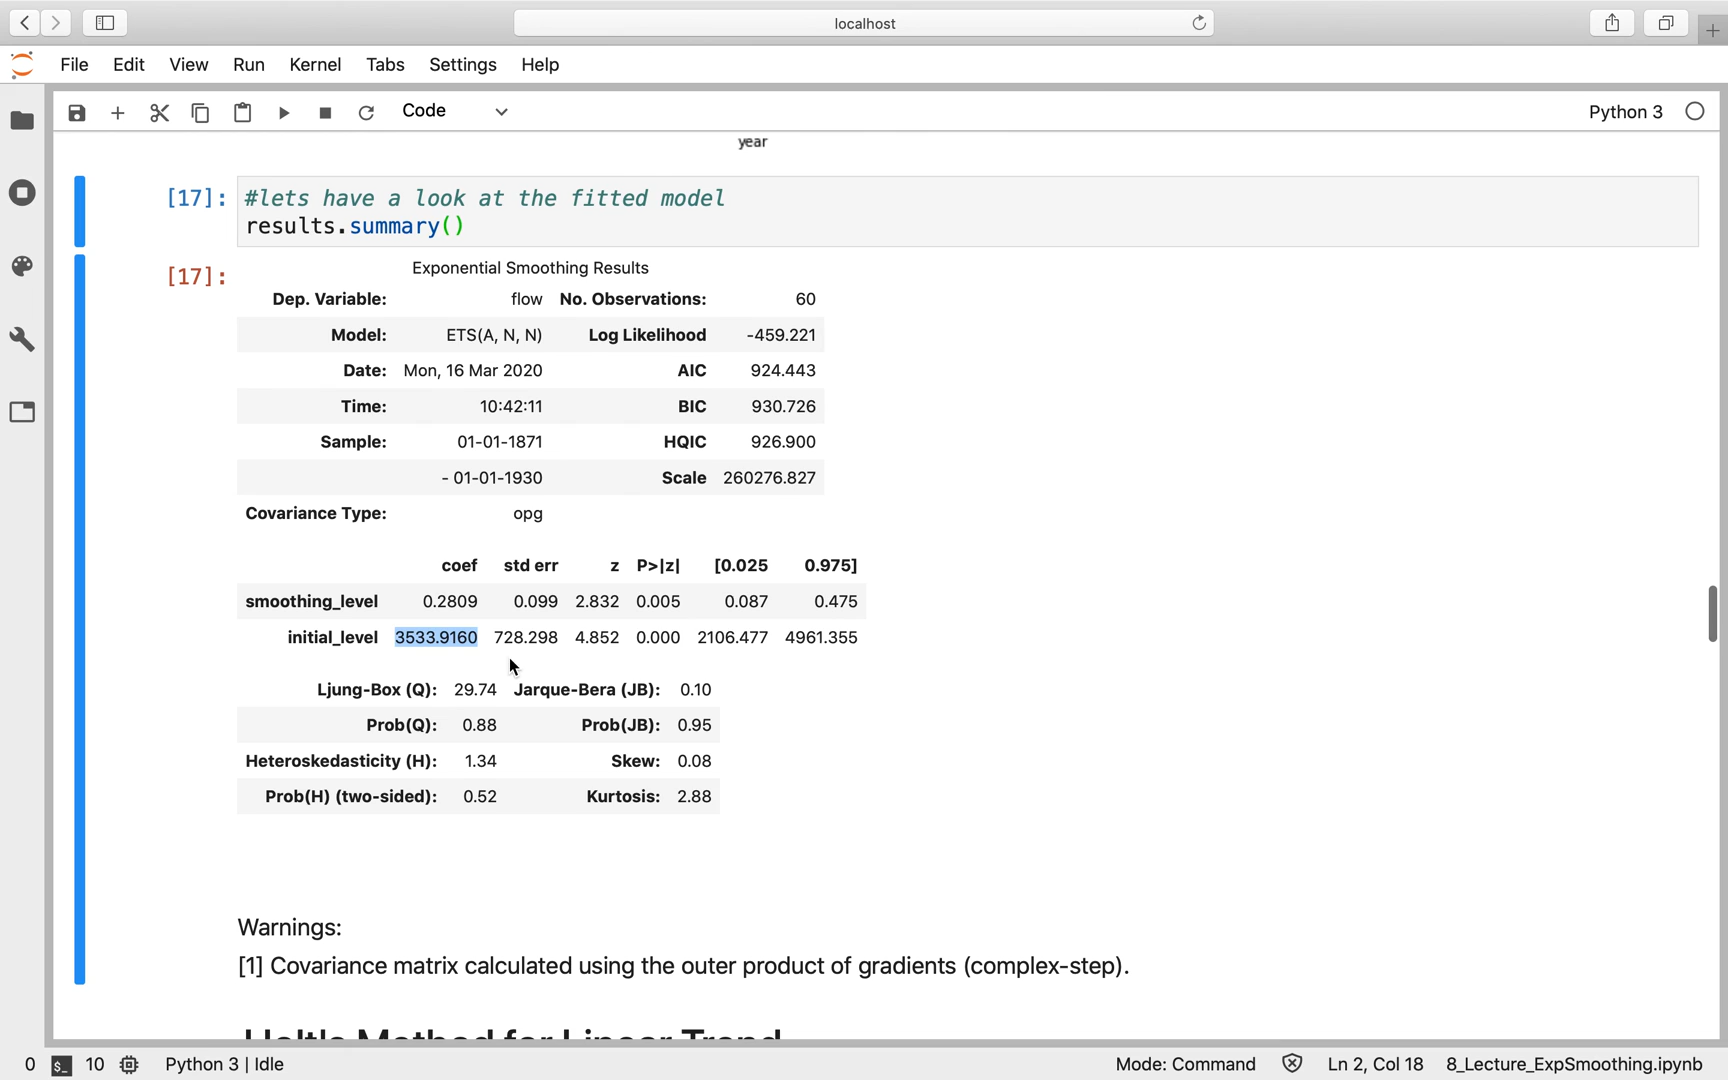 localhost
File Edit View Run Kernel Tabs Settings Help
Code Python 3
year
[17]: #lets have a look at the fitted model
results.summary()
[17]: Exponential Smoothing Results
Dep. Variable: flow No. Observations: 60
Model: ETS(A, N, N) Log Likelihood -459.221
Date: Mon, 16 Mar 2020 AIC 924.443
Time: 10:42:11 BIC 930.726
Sample: 01-01-1871 HQIC 926.900
- 01-01-1930 Scale 260276.827
Covariance Type: opg
coef std err z P>|z| [0.025 0.975]
smoothing_level 0.2809 0.099 2.832 0.005 0.087 0.475
initial_level 3533.9160 728.298 4.852 0.000 2106.477 4961.355
Ljung-Box (Q): 29.74 Jarque-Bera (JB): 0.10
Prob(Q): 0.88 Prob(JB): 0.95
Heteroskedasticity (H): 1.34 Skew: 0.08
Prob(H) (two-sided): 0.52 Kurtosis: 2.88
Warnings:
[1] Covariance matrix calculated using the outer product of gradients (complex-step).
Holt's Method for Linear Trend
0 $_ 10 Python 3 | Idle Mode: Command Ln 2, Col 18 8_Lecture_ExpSmoothing.ipynb